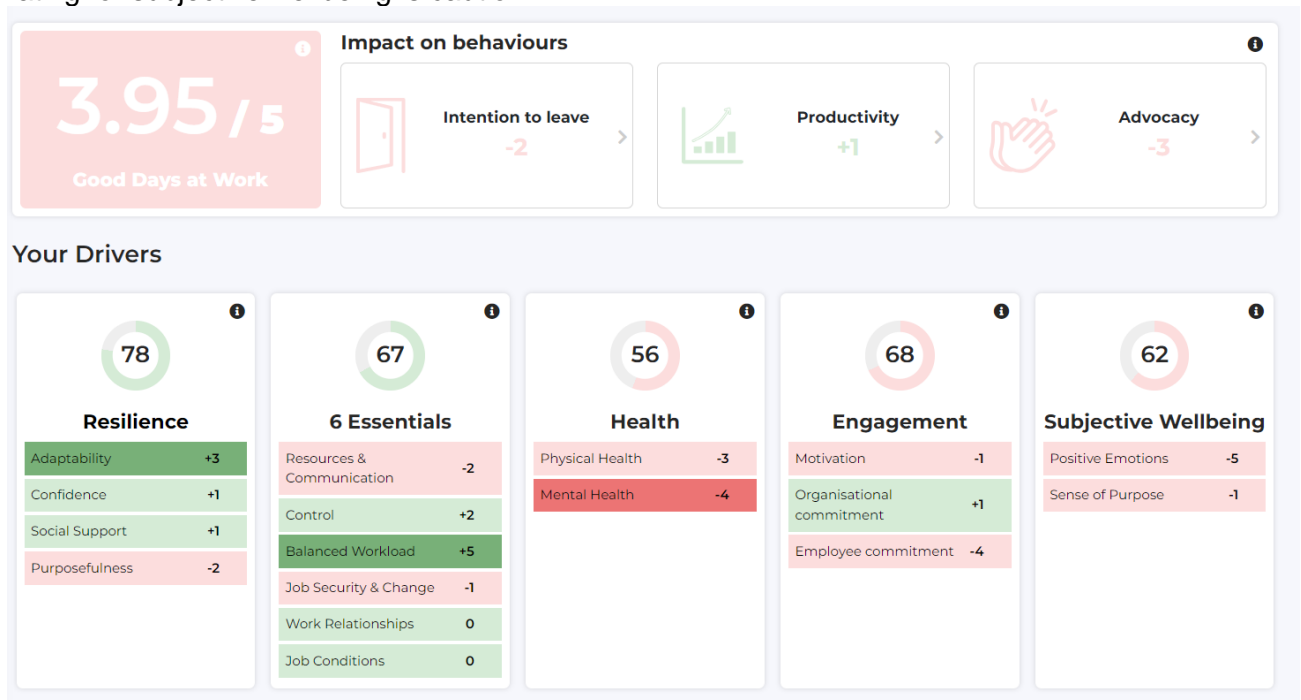 Impact on behaviours
3.95 / 5
Good Days at Work
Intention to leave
-2
Productivity
+1
Advocacy
-3
Your Drivers
78
Resilience
Adaptability +3
Confidence +1
Social Support +1
Purposefulness -2
67
6 Essentials
Resources &
Communication -2
Control +2
Balanced Workload +5
Job Security & Change -1
Work Relationships 0
Job Conditions 0
56
Health
Physical Health -3
Mental Health -4
68
Engagement
Motivation -1
Organisational
commitment +1
Employee commitment -4
62
Subjective Wellbeing
Positive Emotions -5
Sense of Purpose -1